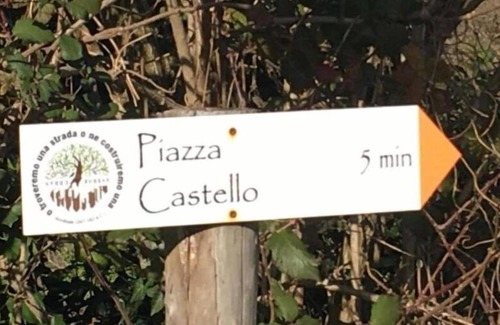 o troveremo una strada o ne costruiremo una
Piazza
Castello
5 min